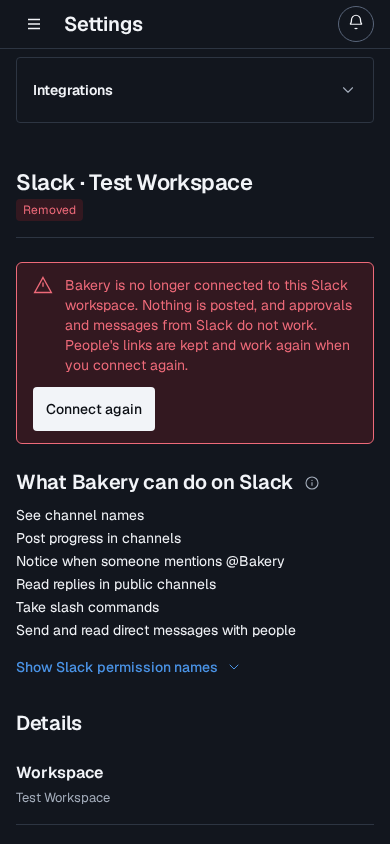 Settings
Integrations
Slack · Test Workspace
Removed
Bakery is no longer connected to this Slack
workspace. Nothing is posted, and approvals
and messages from Slack do not work.
People's links are kept and work again when
you connect again.
Connect again
What Bakery can do on Slack
See channel names
Post progress in channels
Notice when someone mentions @Bakery
Read replies in public channels
Take slash commands
Send and read direct messages with people
Show Slack permission names
Details
Workspace
Test Workspace